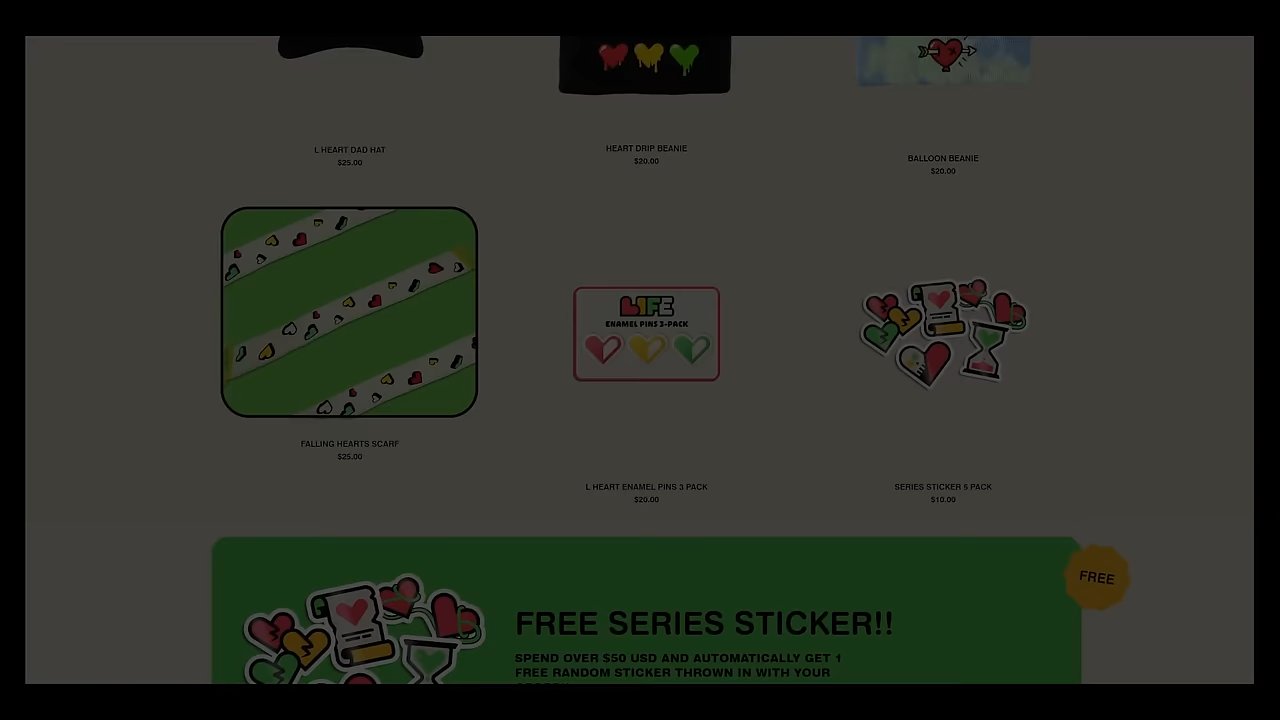 L HEART DAD HAT
$25.00
HEART DRIP BEANIE
$20.00
BALLOON BEANIE
$20.00
LIFE
ENAMEL PINS 3-PACK
FALLING HEARTS SCARF
$25.00
L HEART ENAMEL PINS 3 PACK
$20.00
SERIES STICKER 5 PACK
$10.00
FREE
FREE SERIES STICKER!!
SPEND OVER $50 USD AND AUTOMATICALLY GET 1
FREE RANDOM STICKER THROWN IN WITH YOUR